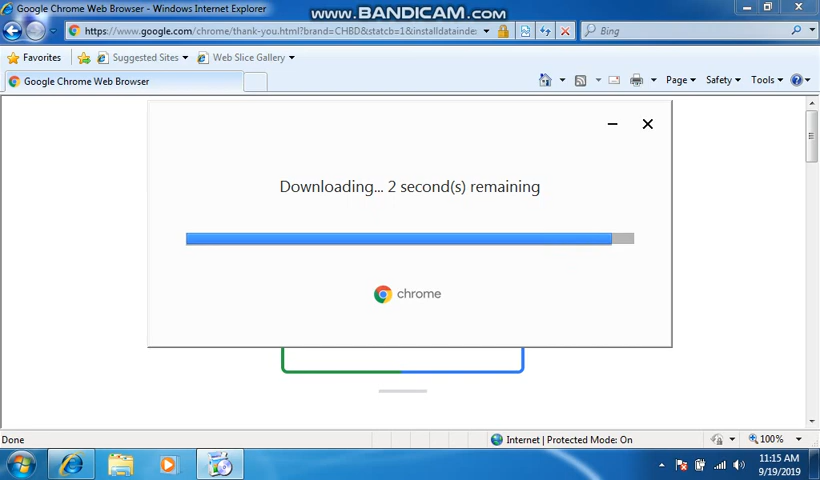 Google Chrome Web Browser - Windows Internet Explorer
www.BANDICAM.com
https://www.google.com/chrome/thank-you.html?brand=CHBD&statcb=1&installdataindex
Bing
Favorites
Suggested Sites
Web Slice Gallery
Google Chrome Web Browser
Page
Safety
Tools
Downloading... 2 second(s) remaining
chrome
Done
Internet | Protected Mode: On
100%
11:15 AM
9/19/2019